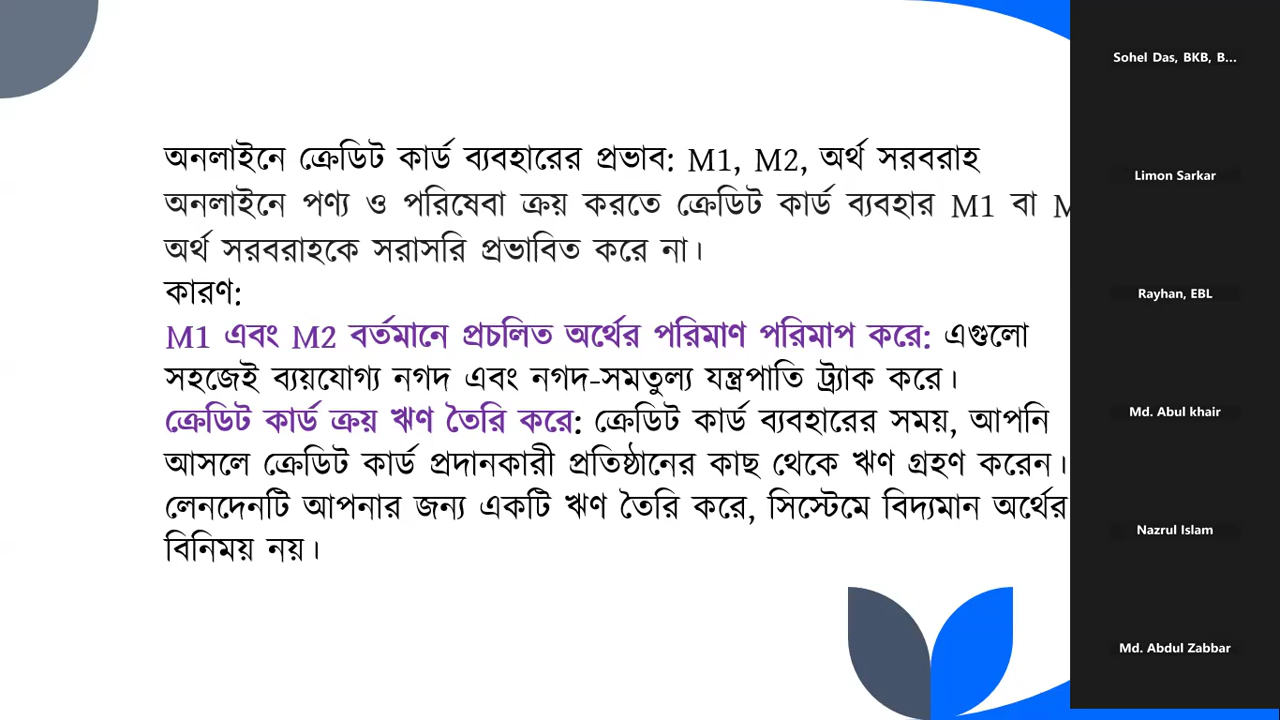 অনলাইনে ক্রেডিট কার্ড ব্যবহারের প্রভাব: M1, M2, অর্থ সরবরাহ
অনলাইনে পণ্য ও পরিষেবা ক্রয় করতে ক্রেডিট কার্ড ব্যবহার M1 বা
অর্থ সরবরাহকে সরাসরি প্রভাবিত করে না।
কারণ:
M1 এবং M2 বর্তমানে প্রচলিত অর্থের পরিমাণ পরিমাপ করে: এগুলো
সহজেই ব্যয়যোগ্য নগদ এবং নগদ-সমতুল্য যন্ত্রপাতি ট্র্যাক করে।
ক্রেডিট কার্ড ক্রয় ঋণ তৈরি করে: ক্রেডিট কার্ড ব্যবহারের সময়, আপনি
আসলে ক্রেডিট কার্ড প্রদানকারী প্রতিষ্ঠানের কাছ থেকে ঋণ গ্রহণ করেন।
লেনদেনটি আপনার জন্য একটি ঋণ তৈরি করে, সিস্টেমে বিদ্যমান অর্থের
বিনিময় নয়।
Sohel Das, BKB, B...
Limon Sarkar
Rayhan, EBL
Md. Abul khair
Nazrul Islam
Md. Abdul Zabbar